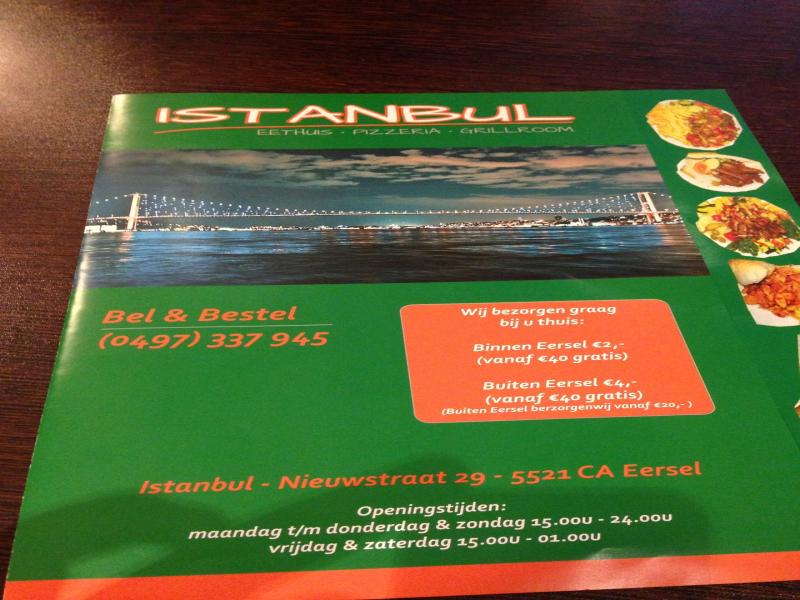 ISTANBUL
EETHUIS · PIZZERIA · GRILLROOM
Bel & Bestel
(0497) 337 945
Wij bezorgen graag
bij u thuis:
Binnen Eersel €2,-
(vanaf €40 gratis)
Buiten Eersel €4,-
(vanaf €40 gratis)
(Buiten Eersel berzorgenwij vanaf €20,- )
Istanbul - Nieuwstraat 29 - 5521 CA Eersel
Openingstijden:
maandag t/m donderdag & zondag 15.00u - 24.00u
vrijdag & zaterdag 15.00u - 01.00u